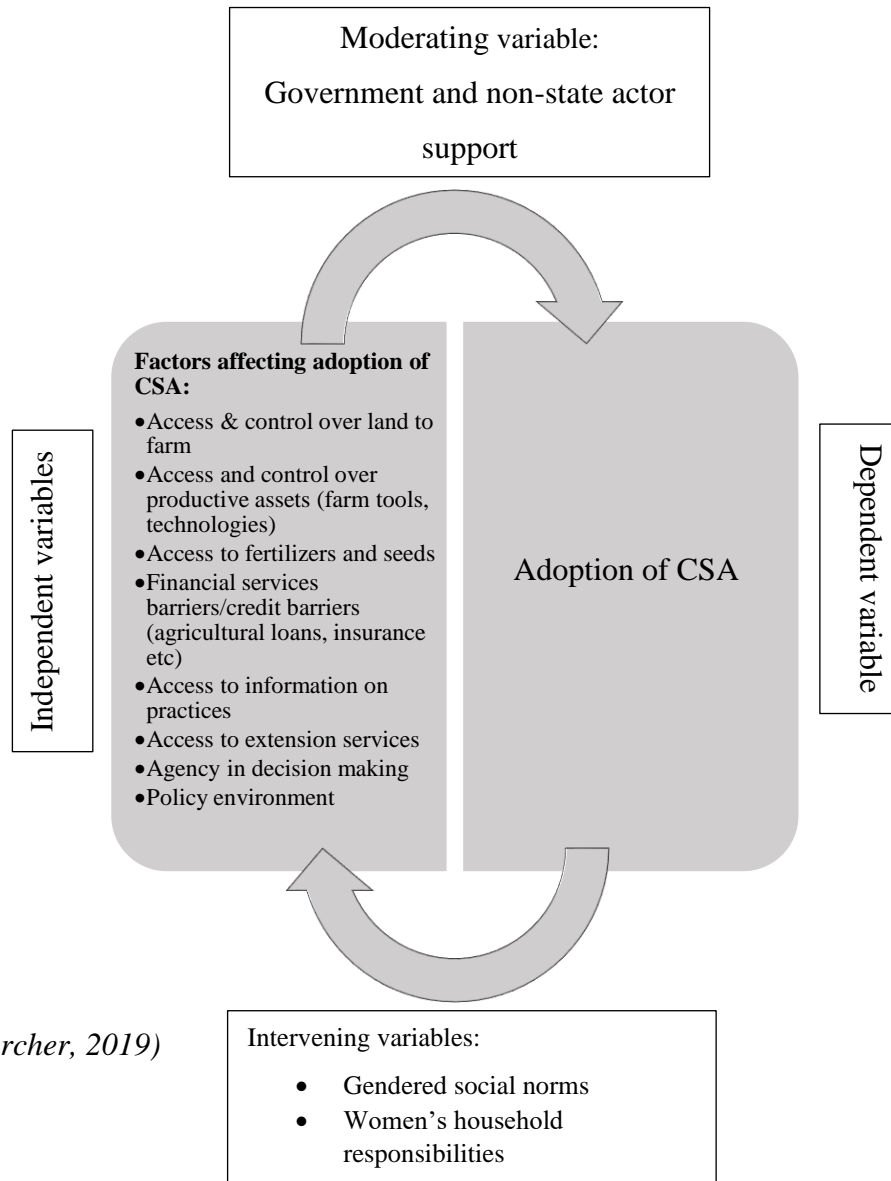 Moderating variable:
Government and non-state actor
support
Factors affecting adoption of
CSA:
•Access & control over land to
farm
•Access and control over
productive assets (farm tools,
technologies)
•Access to fertilizers and seeds
•Financial services
barriers/credit barriers
(agricultural loans, insurance
etc)
•Access to information on
practices
•Access to extension services
•Agency in decision making
•Policy environment
Independent variables
Adoption of CSA
Dependent variable
rcher, 2019)
Intervening variables:
• Gendered social norms
• Women’s household
responsibilities